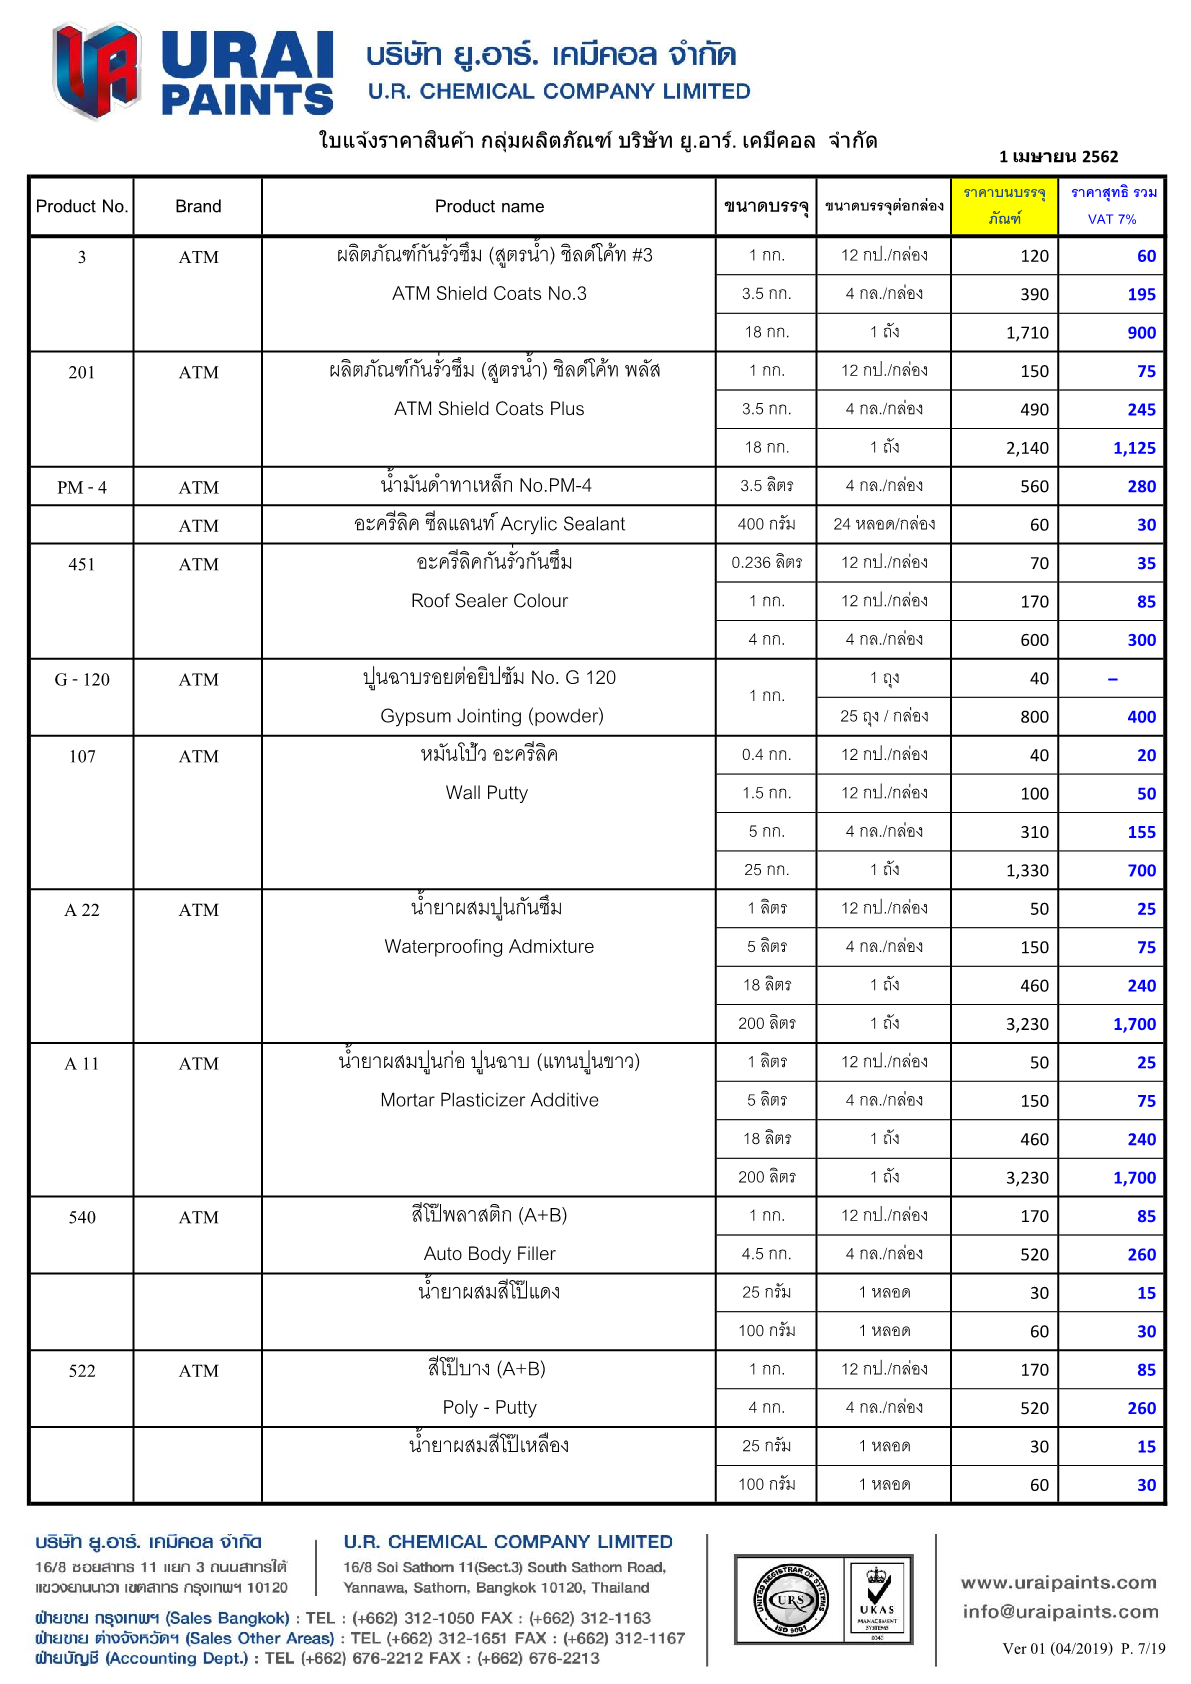 URAI
PAINTS
บริษัท ยู.อาร์. เคมีคอล จำกัด
U.R. CHEMICAL COMPANY LIMITED
ใบแจ้งราคาสินค้า กลุ่มผลิตภัณฑ์ บริษัท ยู.อาร์. เคมีคอล จำกัด
1 เมษายน 2562
Product No. Brand Product name ขนาดบรรจุ ขนาดบรรจุต่อกล่อง ราคาบนบรรจุภัณฑ์ ราคาสุทธิ รวม VAT 7%
3 ATM ผลิตภัณฑ์กันรั่วซึม (สูตรน้ำ) ชิลด์โค้ท #3 1 กก. 12 กป./กล่อง 120 60
ATM Shield Coats No.3 3.5 กก. 4 กล./กล่อง 390 195
18 กก. 1 ถัง 1,710 900
201 ATM ผลิตภัณฑ์กันรั่วซึม (สูตรน้ำ) ชิลด์โค้ท พลัส 1 กก. 12 กป./กล่อง 150 75
ATM Shield Coats Plus 3.5 กก. 4 กล./กล่อง 490 245
18 กก. 1 ถัง 2,140 1,125
PM - 4 ATM น้ำมันดำทาเหล็ก No.PM-4 3.5 ลิตร 4 กล./กล่อง 560 280
ATM อะครีลิค ซีลแลนท์ Acrylic Sealant 400 กรัม 24 หลอด/กล่อง 60 30
451 ATM อะครีลิคกันรั่วกันซึม 0.236 ลิตร 12 กป./กล่อง 70 35
Roof Sealer Colour 1 กก. 12 กป./กล่อง 170 85
4 กก. 4 กล./กล่อง 600 300
G - 120 ATM ปูนฉาบรอยต่อยิปซัม No. G 120 1 กก. 1 ถุง 40 –
Gypsum Jointing (powder) 25 ถุง / กล่อง 800 400
107 ATM หมันโป้ว อะครีลิค 0.4 กก. 12 กป./กล่อง 40 20
Wall Putty 1.5 กก. 12 กป./กล่อง 100 50
5 กก. 4 กล./กล่อง 310 155
25 กก. 1 ถัง 1,330 700
A 22 ATM น้ำยาผสมปูนกันซึม 1 ลิตร 12 กป./กล่อง 50 25
Waterproofing Admixture 5 ลิตร 4 กล./กล่อง 150 75
18 ลิตร 1 ถัง 460 240
200 ลิตร 1 ถัง 3,230 1,700
A 11 ATM น้ำยาผสมปูนก่อ ปูนฉาบ (แทนปูนขาว) 1 ลิตร 12 กป./กล่อง 50 25
Mortar Plasticizer Additive 5 ลิตร 4 กล./กล่อง 150 75
18 ลิตร 1 ถัง 460 240
200 ลิตร 1 ถัง 3,230 1,700
540 ATM สีโป๊พลาสติก (A+B) 1 กก. 12 กป./กล่อง 170 85
Auto Body Filler 4.5 กก. 4 กล./กล่อง 520 260
น้ำยาผสมสีโป๊แดง 25 กรัม 1 หลอด 30 15
100 กรัม 1 หลอด 60 30
522 ATM สีโป๊บาง (A+B) 1 กก. 12 กป./กล่อง 170 85
Poly - Putty 4 กก. 4 กล./กล่อง 520 260
น้ำยาผสมสีโป๊เหลือง 25 กรัม 1 หลอด 30 15
100 กรัม 1 หลอด 60 30
บริษัท ยู.อาร์. เคมีคอล จำกัด
16/8 ซอยสาทร 11 แยก 3 ถนนสาทรใต้
แขวงยานนาวา เขตสาทร กรุงเทพฯ 10120
U.R. CHEMICAL COMPANY LIMITED
16/8 Soi Sathorn 11(Sect.3) South Sathorn Road,
Yannawa, Sathorn, Bangkok 10120, Thailand
ฝ่ายขาย กรุงเทพฯ (Sales Bangkok) : TEL : (+662) 312-1050 FAX : (+662) 312-1163
ฝ่ายขาย ต่างจังหวัดฯ (Sales Other Areas) : TEL (+662) 312-1651 FAX : (+662) 312-1167
ฝ่ายบัญชี (Accounting Dept.) : TEL (+662) 676-2212 FAX : (+662) 676-2213
UNITED REGISTRAR OF SYSTEMS
URS
ISO 9001
UKAS
MANAGEMENT
SYSTEMS
www.uraipaints.com
info@uraipaints.com
Ver 01 (04/2019) P. 7/19